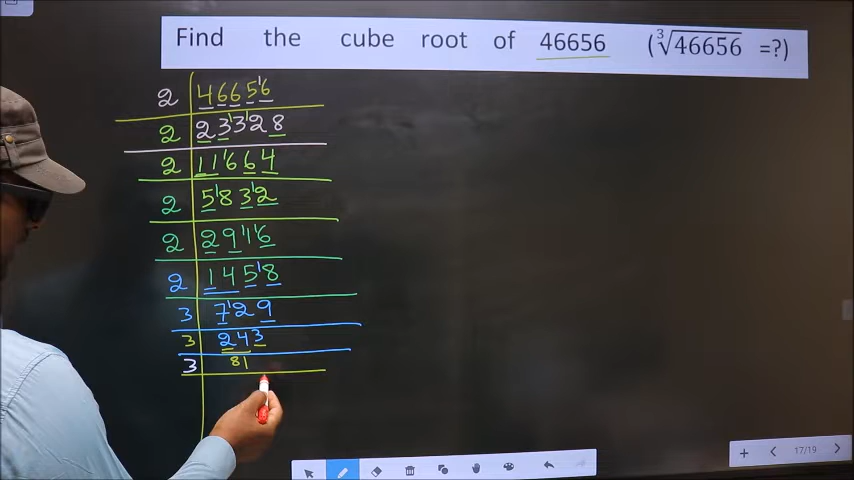 Find the cube root of 46656 (∛46656 =?)
2 | 46656
2 | 23328
2 | 11664
2 | 5832
2 | 2916
2 | 1458
3 | 729
3 | 243
3 | 81
17/19